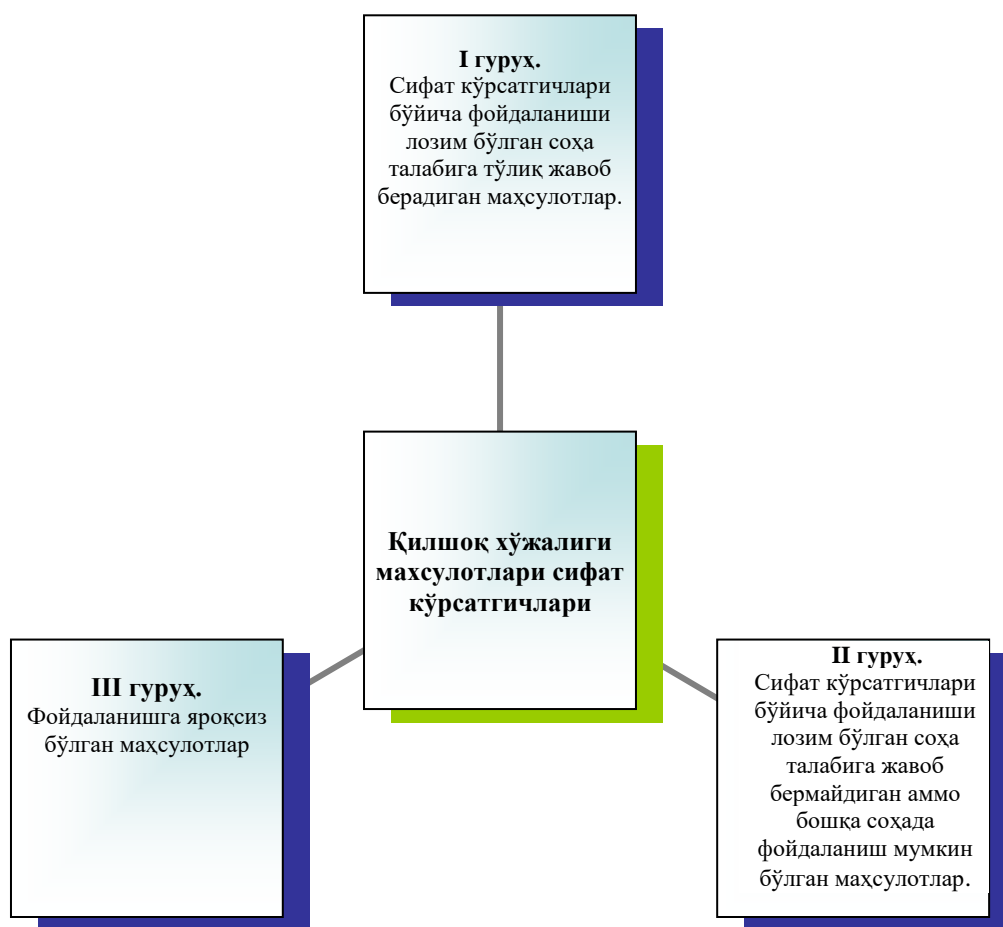 I гуруҳ.
Сифат кўрсатгичлари
бўйича фойдаланиши
лозим бўлган соҳа
талабига тўлиқ жавоб
берадиган маҳсулотлар.
Қилшоқ хўжалиги
махсулотлари сифат
кўрсатгичлари
III гуруҳ.
Фойдаланишга яроқсиз
бўлган маҳсулотлар
II гуруҳ.
Сифат кўрсатгичлари
бўйича фойдаланиши
лозим бўлган соҳа
талабига жавоб
бермайдиган аммо
бошқа соҳада
фойдаланиш мумкин
бўлган маҳсулотлар.